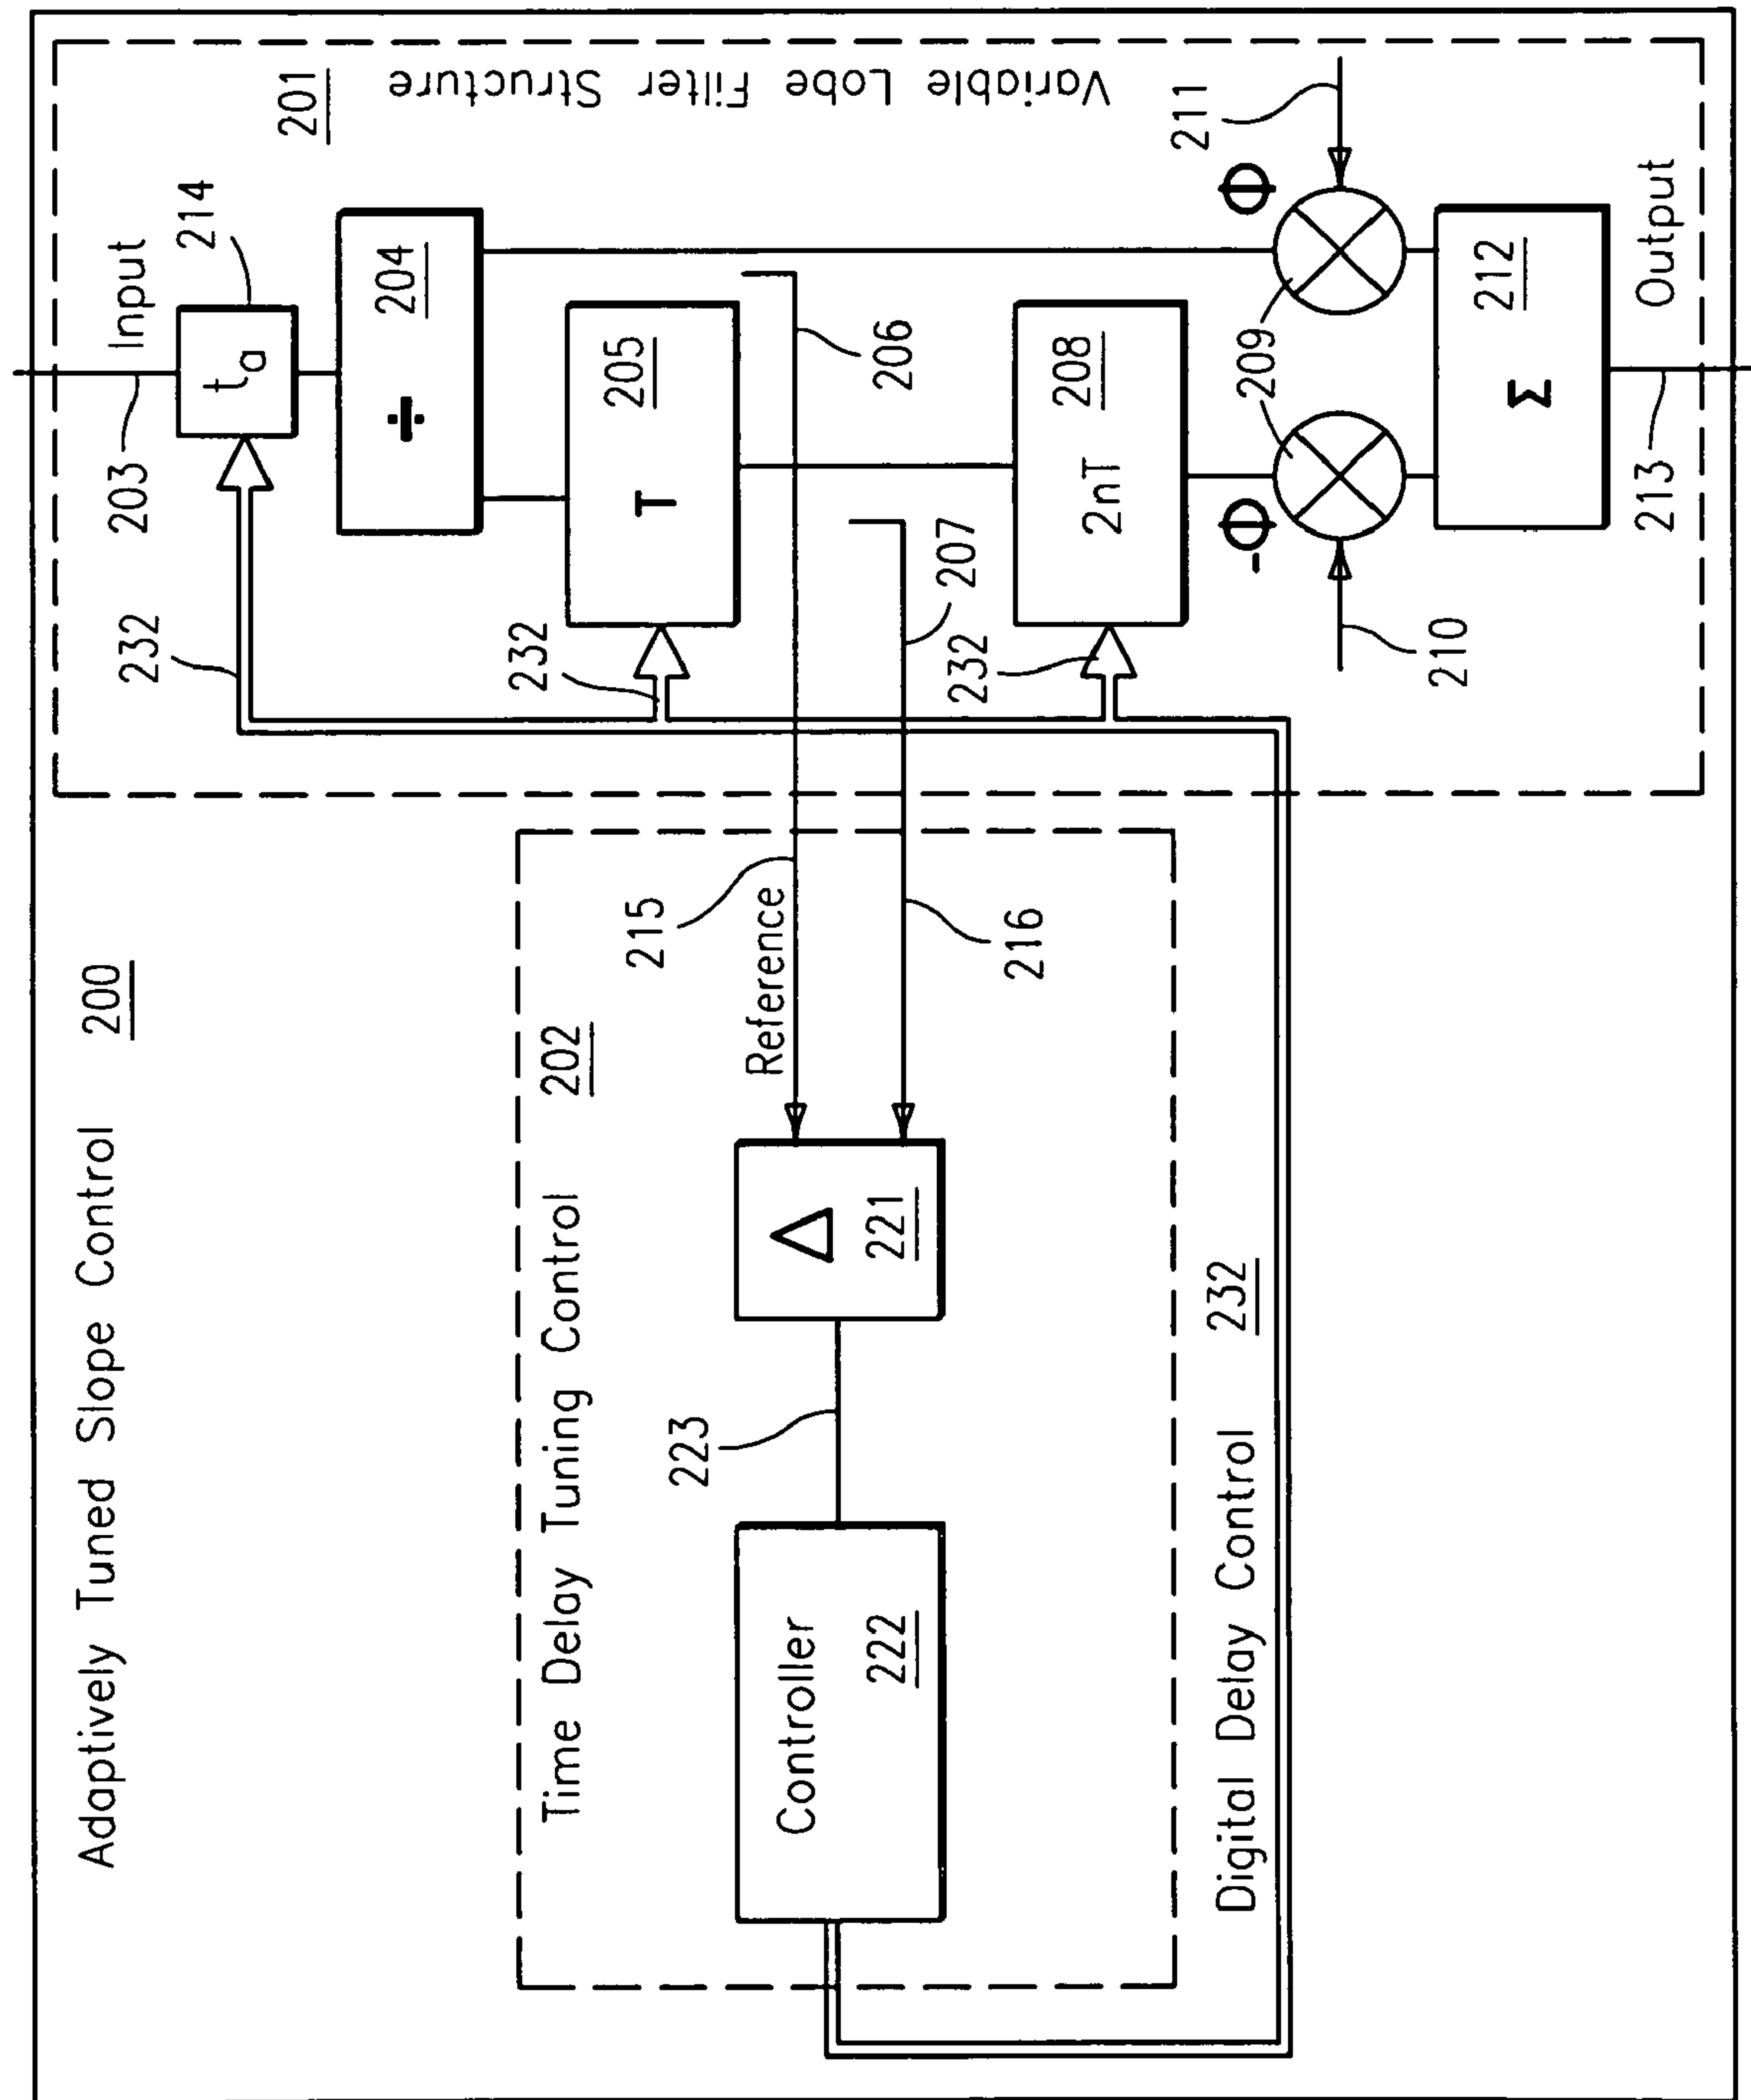 Adaptively Tuned Slope Control 200
Time Delay Tuning Control 202
Controller
222
223
Δ
221
Reference
215
216
Digital Delay Control 232
Variable Lobe Filter Structure
201
Input
203
214
ta
232
÷
204
T
205
232
206
207
2nT
208
232
-Φ
Φ
209
210
211
Σ
212
213
Output